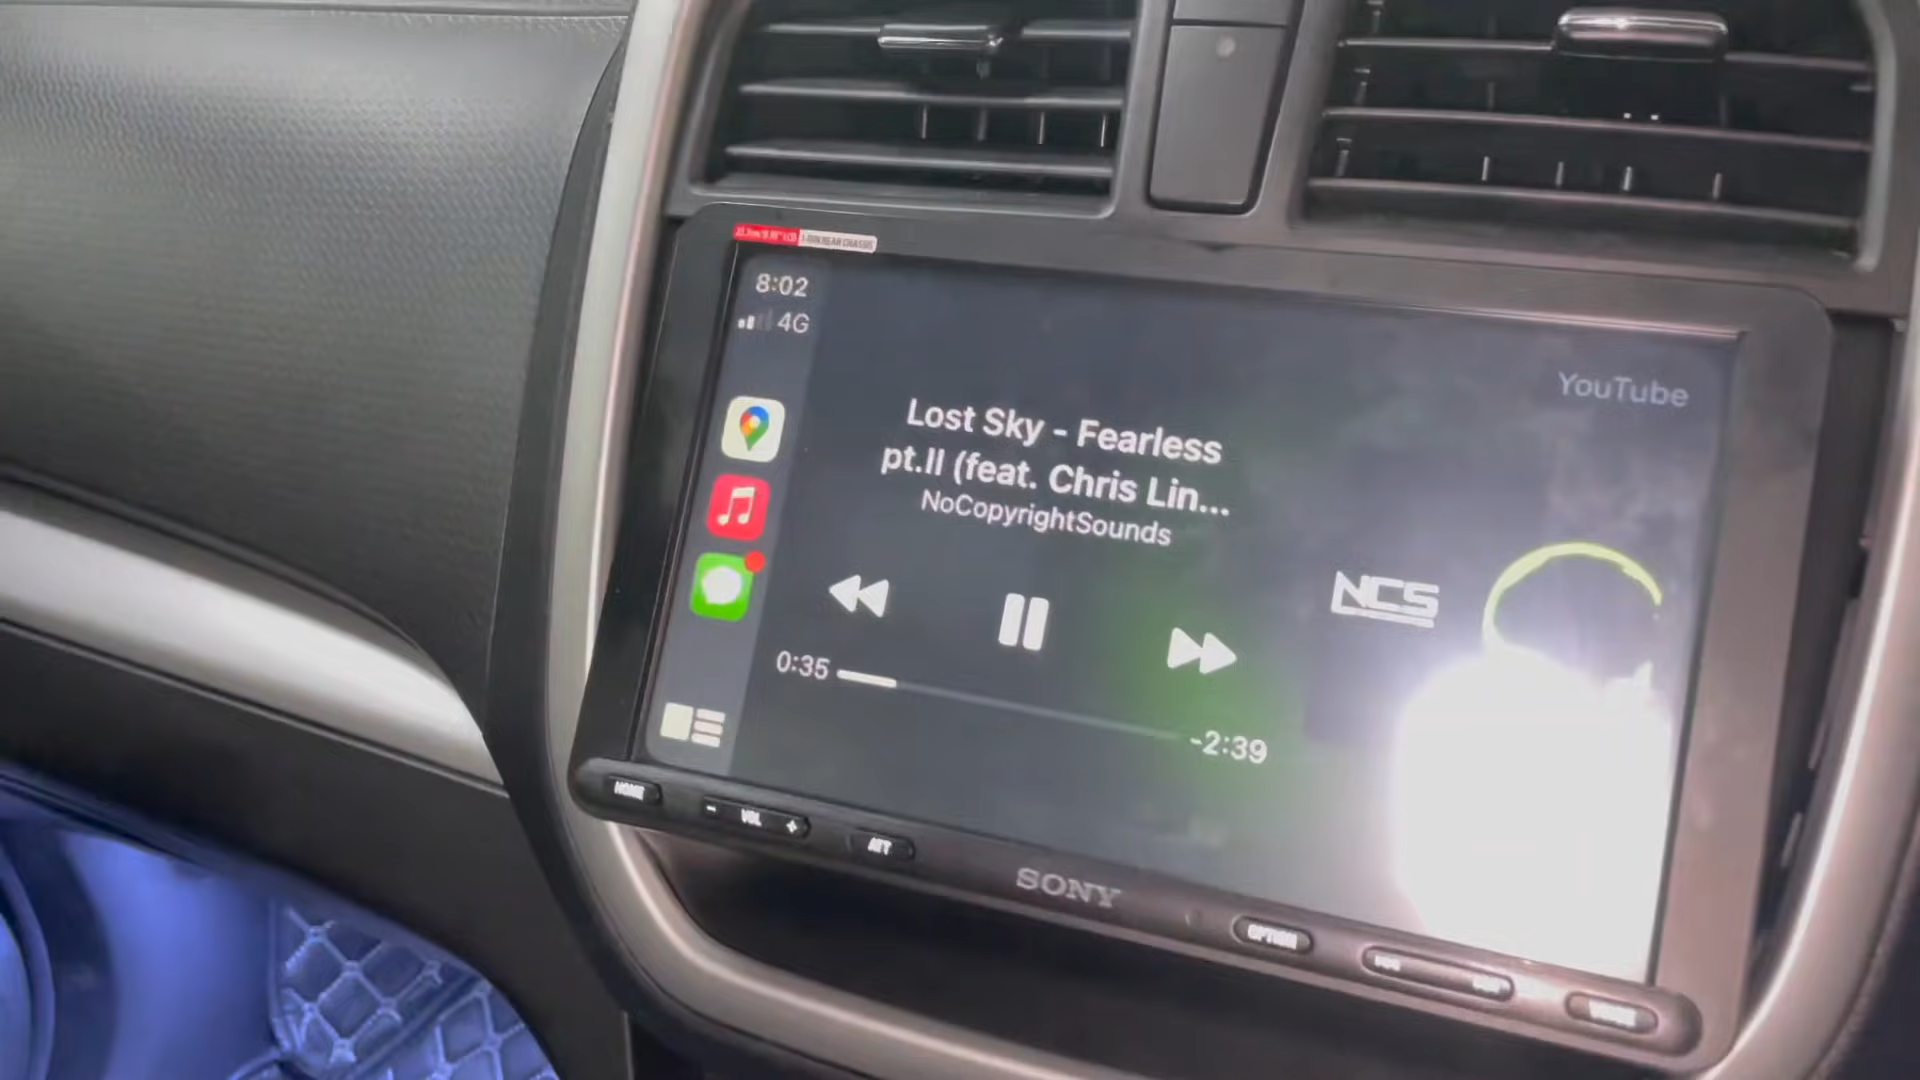 8:02
4G
YouTube
Lost Sky - Fearless
pt.II (feat. Chris Lin...
NoCopyrightSounds
NCS
0:35
-2:39
HOME
- VOL +
ATT
SONY
OPTION